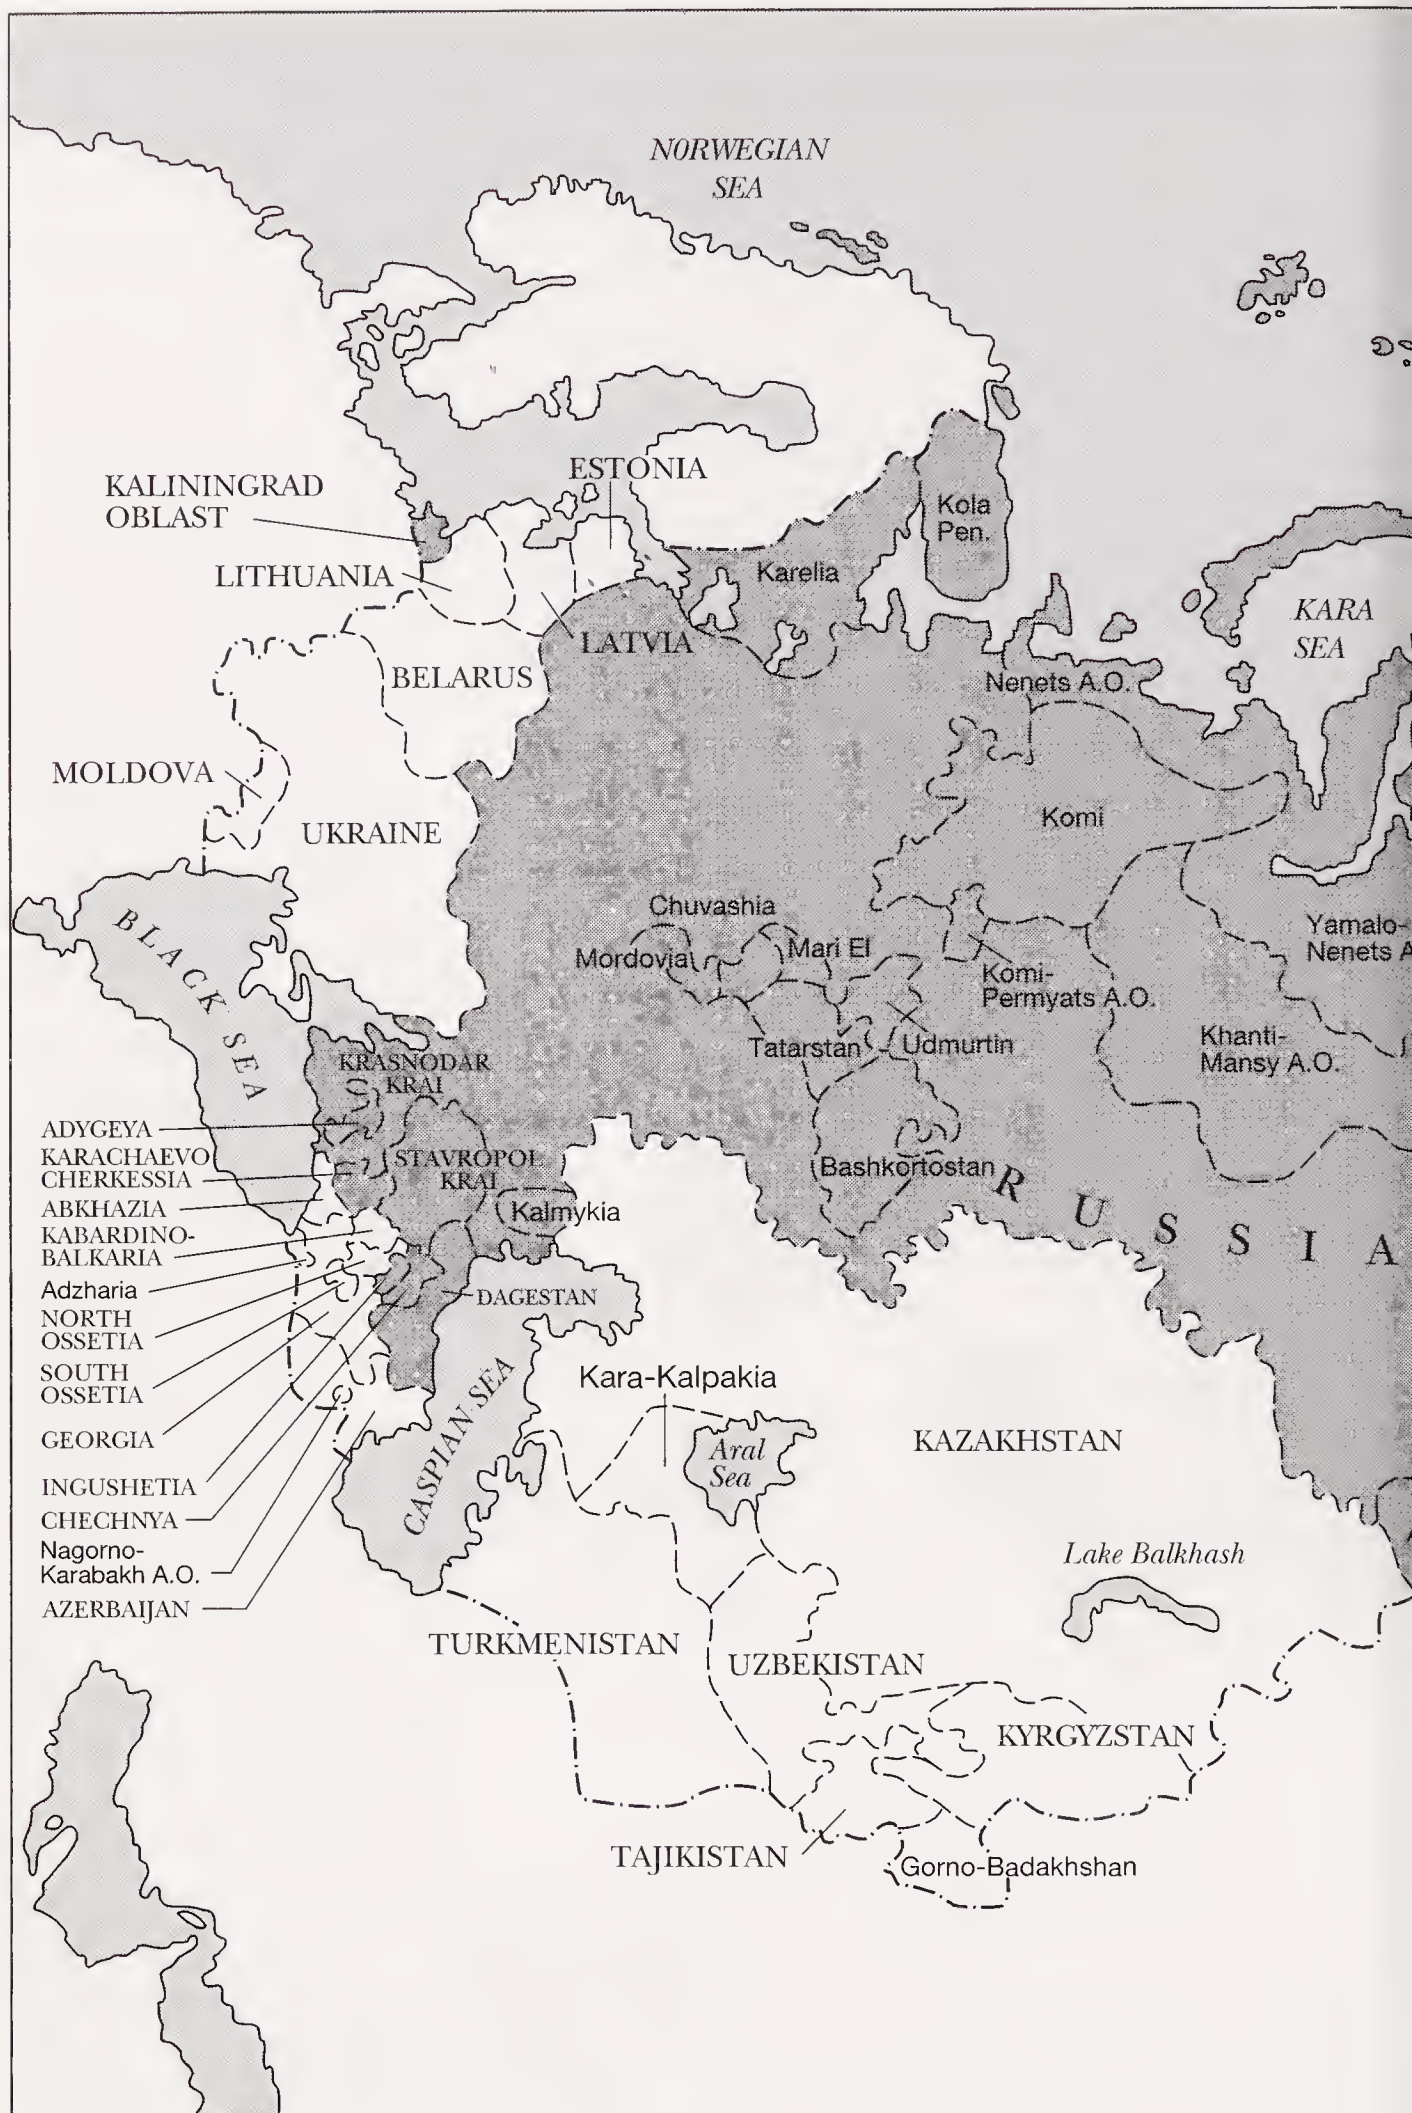 NORWEGIAN
SEA
ESTONIA
KALININGRAD
OBLAST
Kola
Pen.
LITHUANIA
Karelia
KARA
SEA
LATVIA
BELARUS
Nenets A.O.
MOLDOVA
UKRAINE
Komi
Chuvashia
Mordovia
Mari El
Yamalo-
Nenets A
Komi-
Permyats A.O.
BLACK SEA
Tatarstan
Udmurtin
Khanti-
Mansy A.O.
KRASNODAR
KRAI
ADYGEYA
KARACHAEVO
CHERKESSIA
STAVROPOL
KRAI
Bashkortostan
RUSSIA
ABKHAZIA
Kalmykia
KABARDINO-
BALKARIA
Adzharia
DAGESTAN
NORTH
OSSETIA
SOUTH
OSSETIA
GEORGIA
INGUSHETIA
CHECHNYA
Nagorno-
Karabakh A.O.
AZERBAIJAN
CASPIAN SEA
Kara-Kalpakia
Aral
Sea
KAZAKHSTAN
Lake Balkhash
TURKMENISTAN
UZBEKISTAN
KYRGYZSTAN
TAJIKISTAN
Gorno-Badakhshan